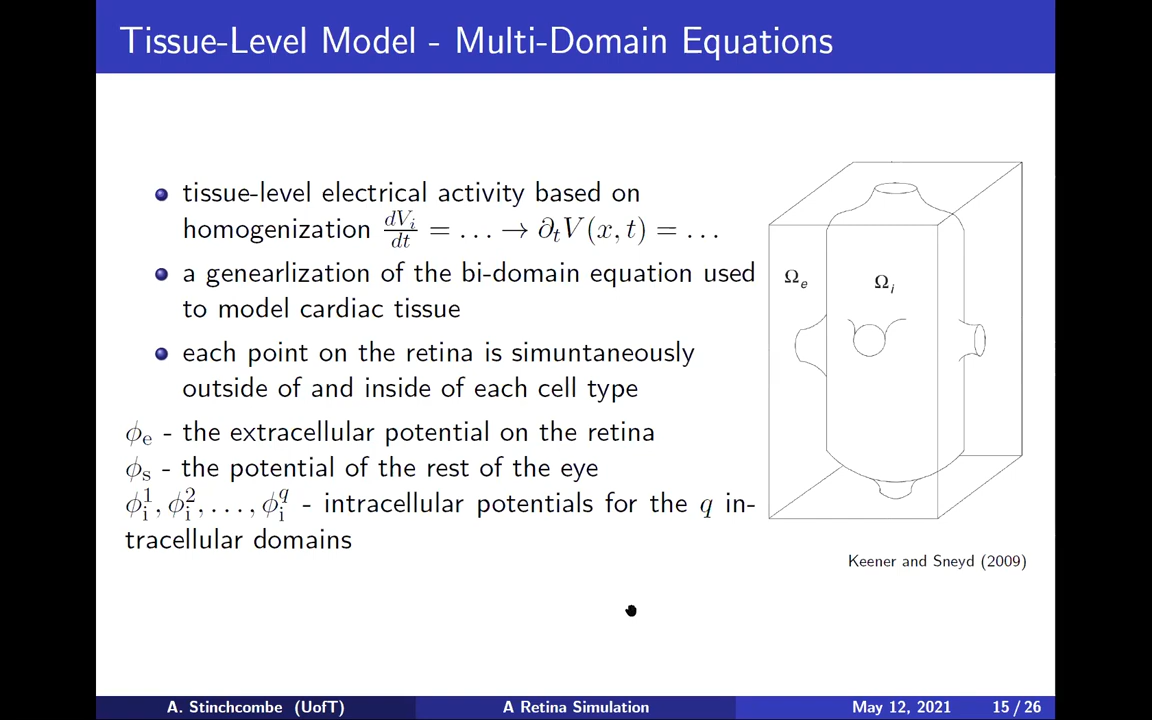 Tissue-Level Model - Multi-Domain Equations
tissue-level electrical activity based on
homogenization dV_i/dt = ... → ∂_t V(x, t) = ...
a genearlization of the bi-domain equation used
to model cardiac tissue
each point on the retina is simuntaneously
outside of and inside of each cell type
ϕ_e - the extracellular potential on the retina
ϕ_s - the potential of the rest of the eye
ϕ_i^1, ϕ_i^2, ..., ϕ_i^q - intracellular potentials for the q in-
tracellular domains
Ω_e
Ω_i
Keener and Sneyd (2009)
A. Stinchcombe (UofT)
A Retina Simulation
May 12, 2021
15 / 26